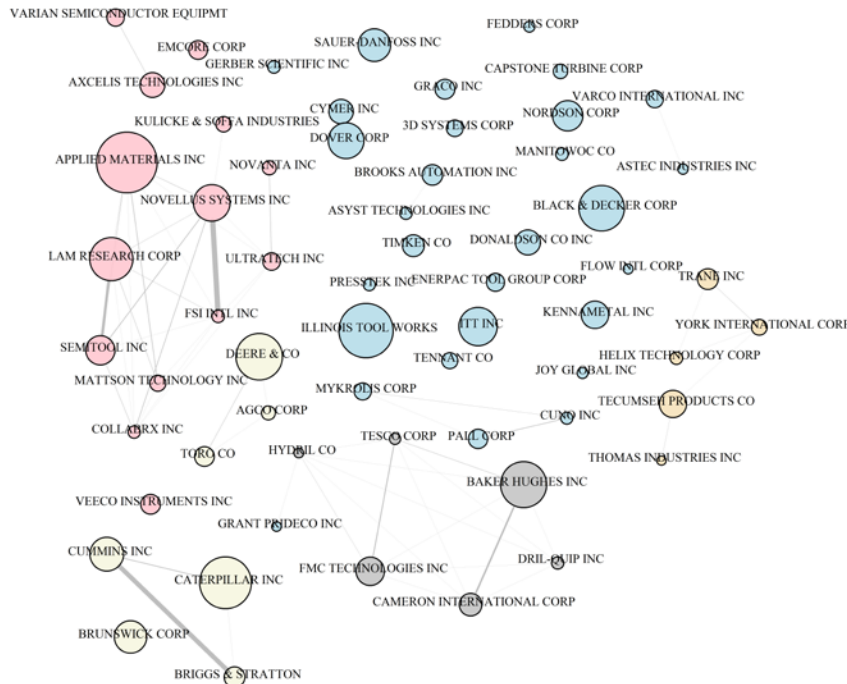 VARIAN SEMICONDUCTOR EQUIPMT
FEDDERS CORP
SAUER-DANFOSS INC
EMCORE CORP
GERBER SCIENTIFIC INC
CAPSTONE TURBINE CORP
AXCELIS TECHNOLOGIES INC
GRACO INC
VARCO INTERNATIONAL INC
CYMER INC
NORDSON CORP
KULICKE & SOFFA INDUSTRIES
3D SYSTEMS CORP
DOVER CORP
MANITOWOC CO
APPLIED MATERIALS INC
NOVANTA INC
ASTEC INDUSTRIES INC
BROOKS AUTOMATION INC
NOVELLUS SYSTEMS INC
BLACK & DECKER CORP
ASYST TECHNOLOGIES INC
TIMKEN CO
DONALDSON CO INC
LAM RESEARCH CORP
ULTRATECH INC
FLOW INTL CORP
TRANE INC
PRESSTEK INC
ENERPAC TOOL GROUP CORP
FSI INTL INC
KENNAMETAL INC
ILLINOIS TOOL WORKS
ITT INC
YORK INTERNATIONAL CORP
SEMITOOL INC
DEERE & CO
TENNANT CO
HELIX TECHNOLOGY CORP
JOY GLOBAL INC
MATTSON TECHNOLOGY INC
MYKROLIS CORP
TECUMSEH PRODUCTS CO
AGCO CORP
CUNO INC
COLLABRX INC
TESCO CORP
PALL CORP
TORO CO
HYDRIL CO
THOMAS INDUSTRIES INC
BAKER HUGHES INC
VEECO INSTRUMENTS INC
GRANT PRIDECO INC
CUMMINS INC
DRIL-QUIP INC
FMC TECHNOLOGIES INC
CATERPILLAR INC
CAMERON INTERNATIONAL CORP
BRUNSWICK CORP
BRIGGS & STRATTON